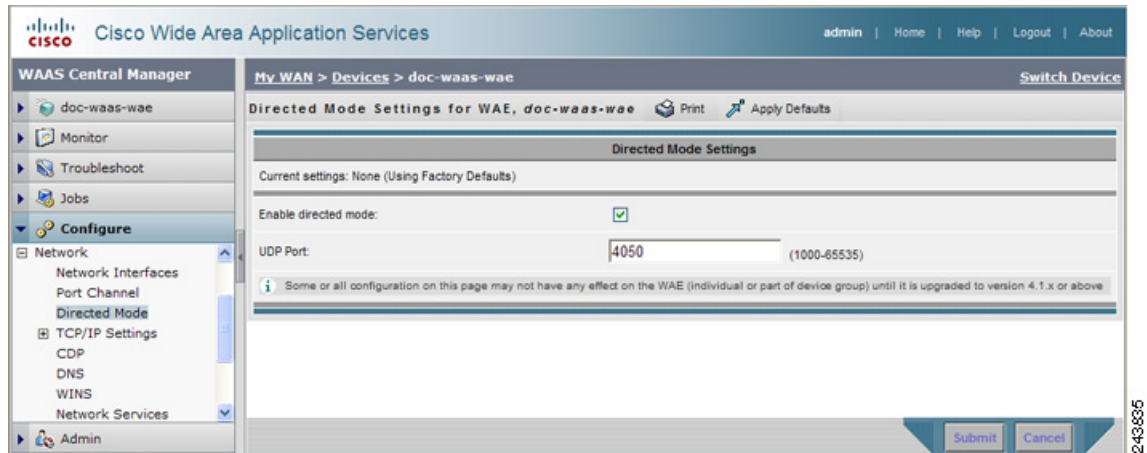 CISCO
Cisco Wide Area Application Services
admin | Home | Help | Logout | About
WAAS Central Manager
My WAN > Devices > doc-waas-wae
Switch Device
doc-waas-wae
Monitor
Troubleshoot
Jobs
Configure
Network
Network Interfaces
Port Channel
Directed Mode
TCP/IP Settings
CDP
DNS
WINS
Network Services
Admin
Directed Mode Settings for WAE, doc-waas-wae
Print
Apply Defaults
Directed Mode Settings
Current settings: None (Using Factory Defaults)
Enable directed mode:
UDP Port:
4050
(1000-65535)
i Some or all configuration on this page may not have any effect on the WAE (individual or part of device group) until it is upgraded to version 4.1.x or above
Submit
Cancel
243835